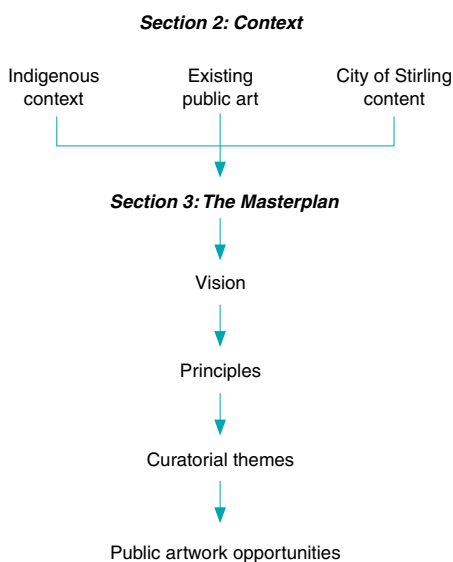 Section 2: Context
Indigenous
context
Existing
public art
City of Stirling
content
Section 3: The Masterplan
Vision
Principles
Curatorial themes
Public artwork opportunities